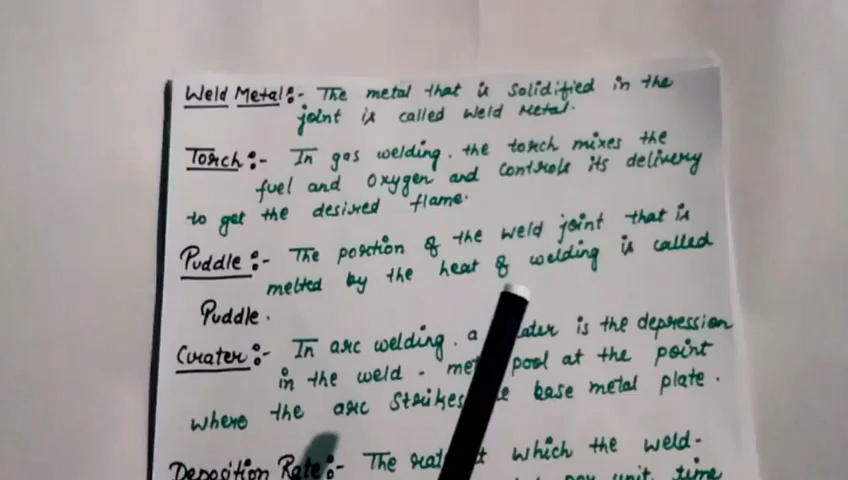 Weld Metal:- The metal that is Solidified in the
joint is called Weld Metal.
Torch:- In gas welding. the torch mixes the
fuel and Oxygen and Controls its delivery
to get the desired flame.
Puddle:- The portion of the weld joint that is
melted by the heat of welding is called
Puddle.
Curater:- In arc welding. a is the depression
in the weld - pool at the point
where the arc Strikes base metal plate.
Deposition Rate:- The which the weld-
per unit time